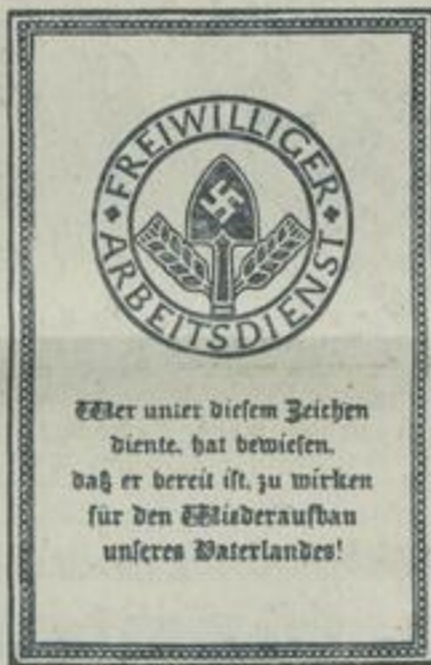 FREIWILLIGER
ARBEITSDIENST
Wer unter diesem Zeichen
diente, hat bewiesen,
daß er bereit ist, zu wirken
für den Wiederaufbau
unseres Vaterlandes!